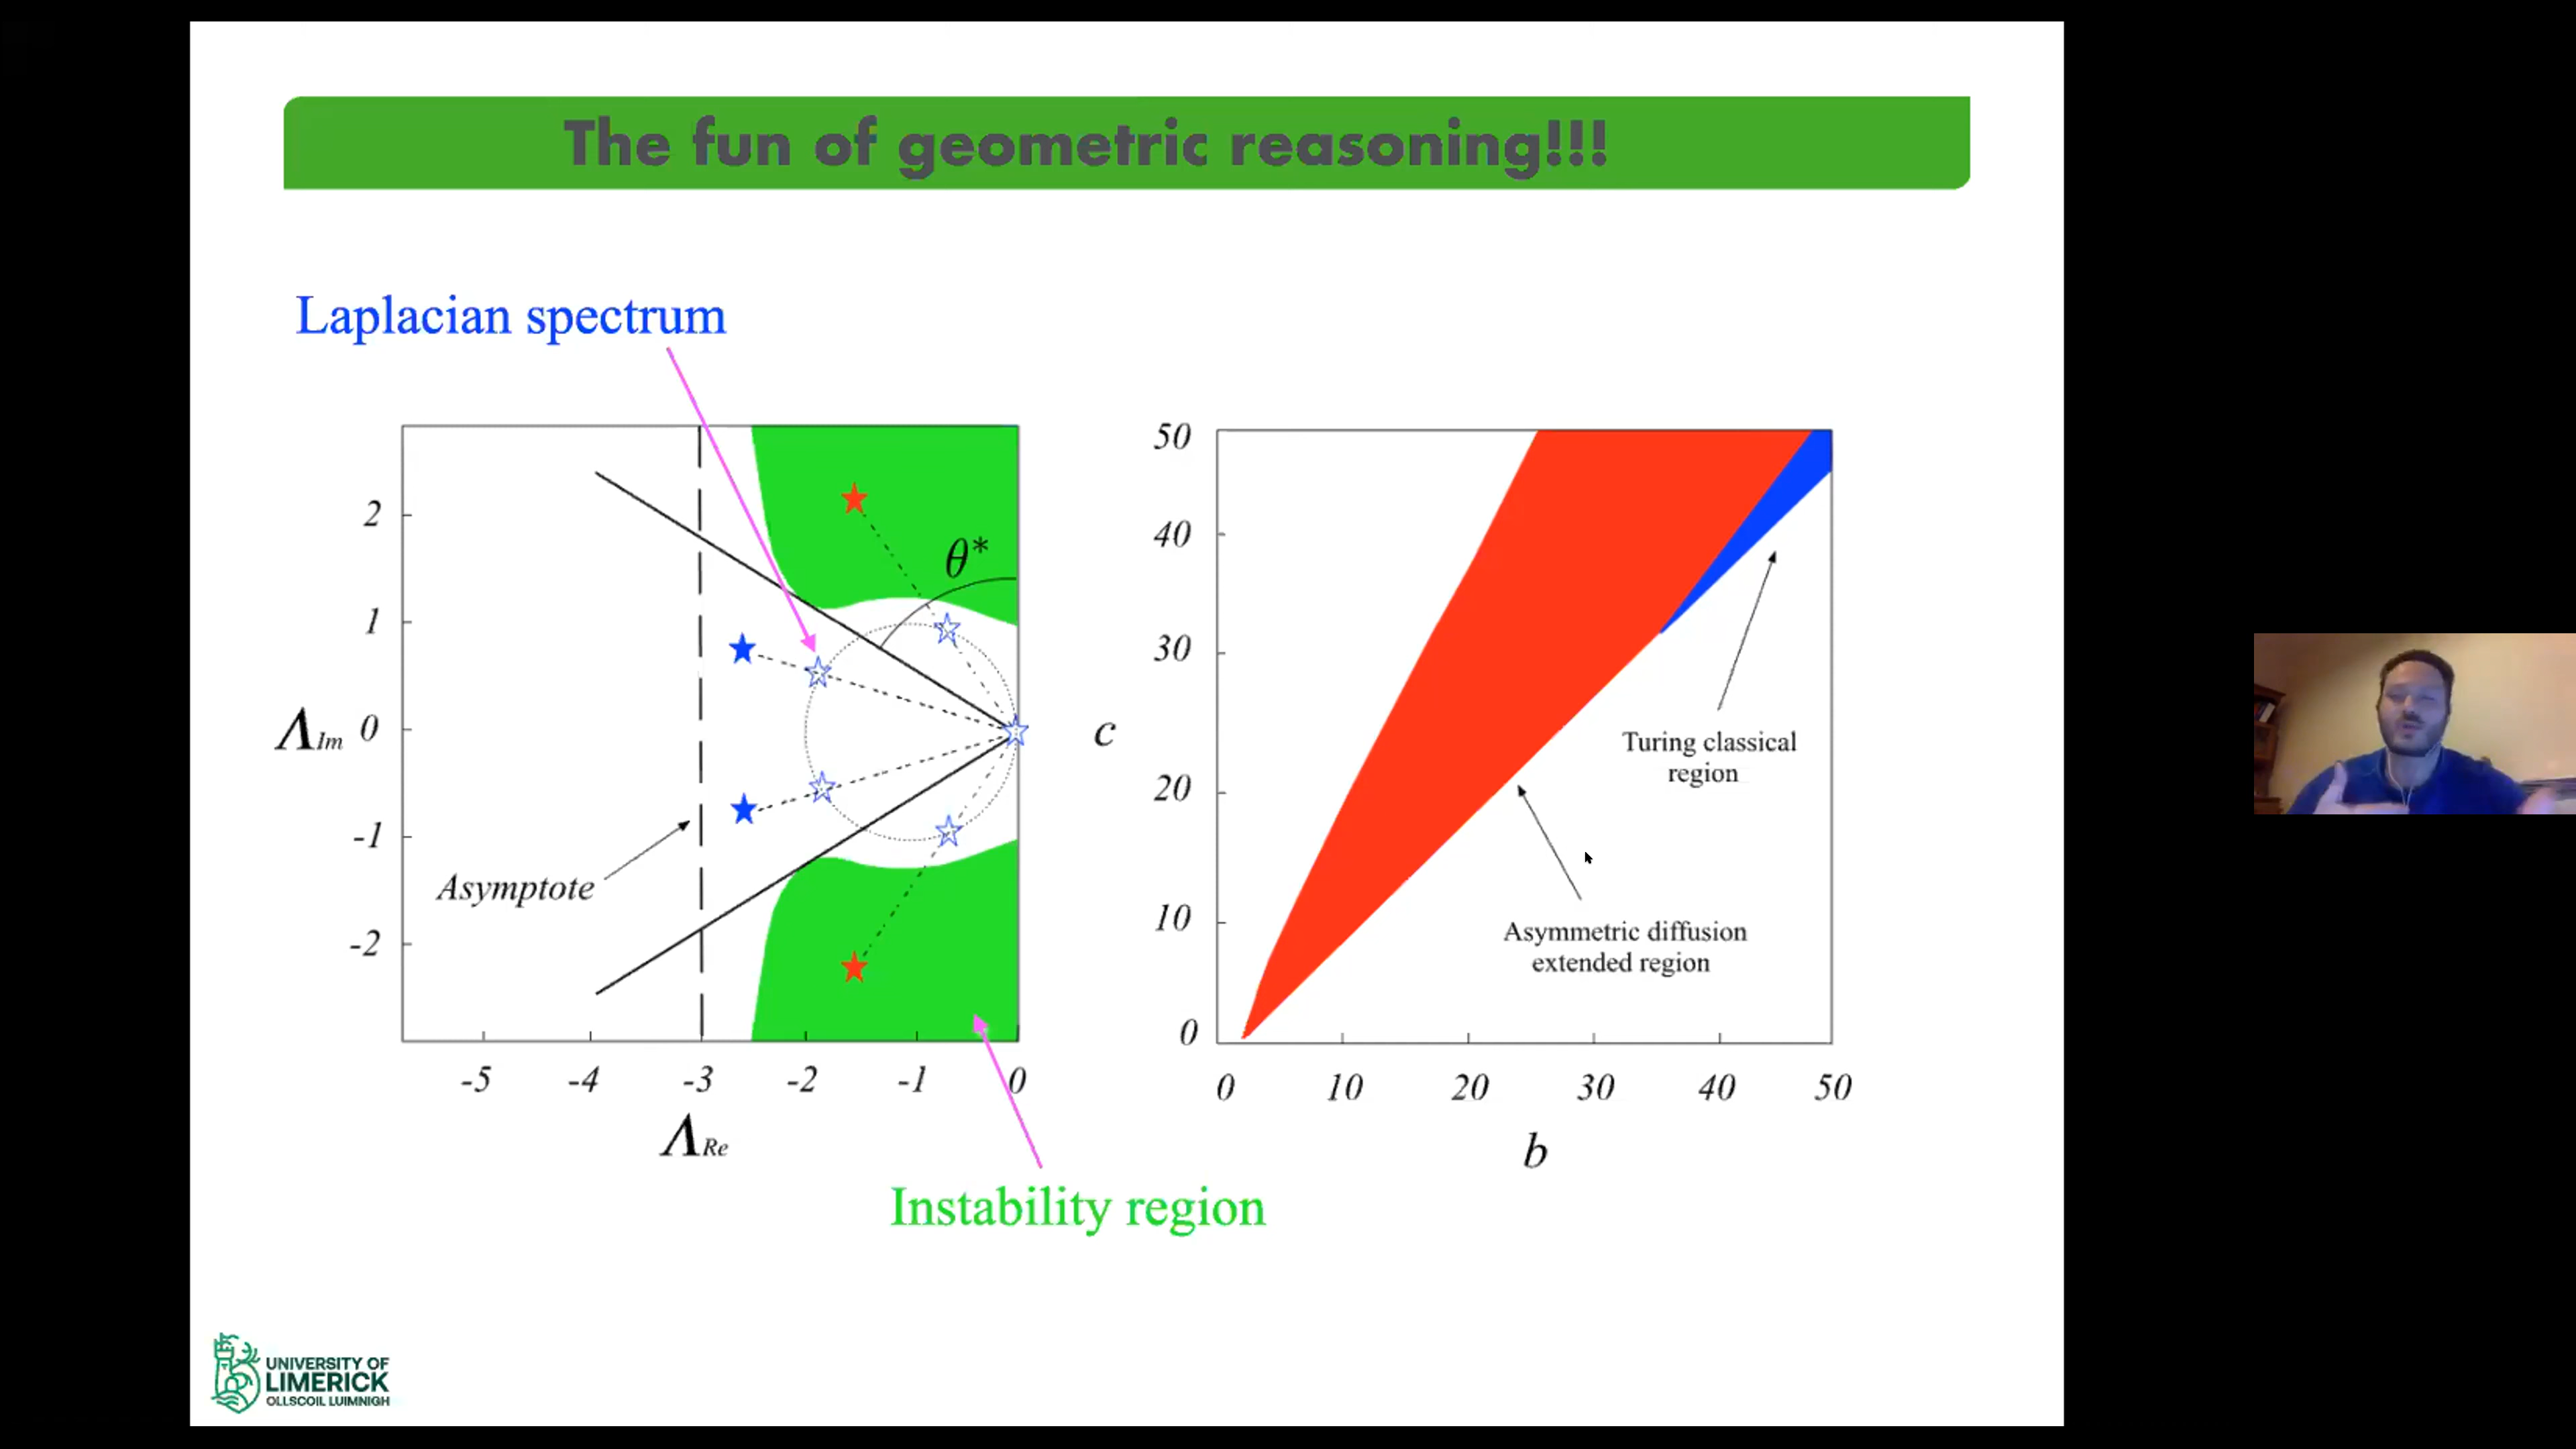 The fun of geometric reasoning!!!
Laplacian spectrum
2
1
0
-1
-2
Λ Im
θ*
Asymptote
-5 -4 -3 -2 -1 0
Λ Re
Instability region
50
40
30
20
10
0
c
Turing classical
region
Asymmetric diffusion
extended region
0 10 20 30 40 50
b
UNIVERSITY OF
LIMERICK
OLLSCOIL LUIMNIGH